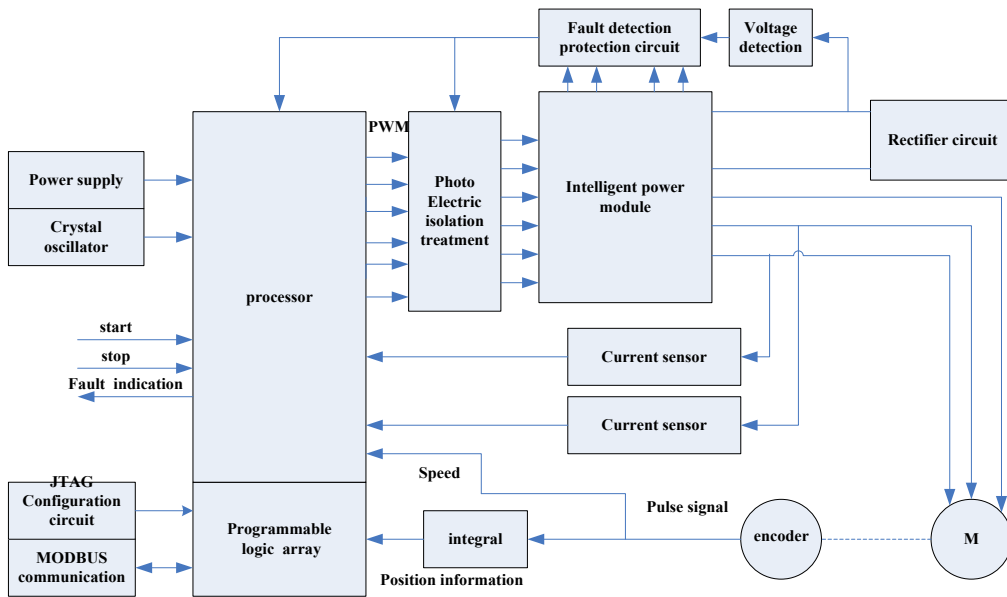 Fault detection
protection circuit
Voltage
detection
PWM
Rectifier circuit
Power supply
Photo
Electric
isolation
treatment
Intelligent power
module
Crystal
oscillator
processor
start
stop
Fault indication
Current sensor
Current sensor
JTAG
Configuration
circuit
Speed
Pulse signal
Programmable
logic array
integral
encoder
M
MODBUS
communication
Position information